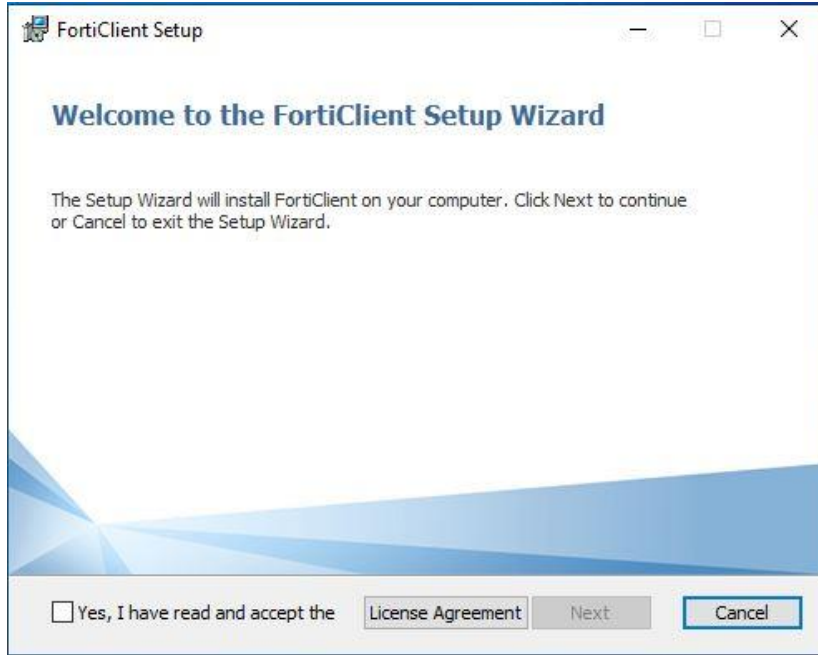 FortiClient Setup
Welcome to the FortiClient Setup Wizard
The Setup Wizard will install FortiClient on your computer. Click Next to continue
or Cancel to exit the Setup Wizard.
Yes, I have read and accept the License Agreement Next Cancel